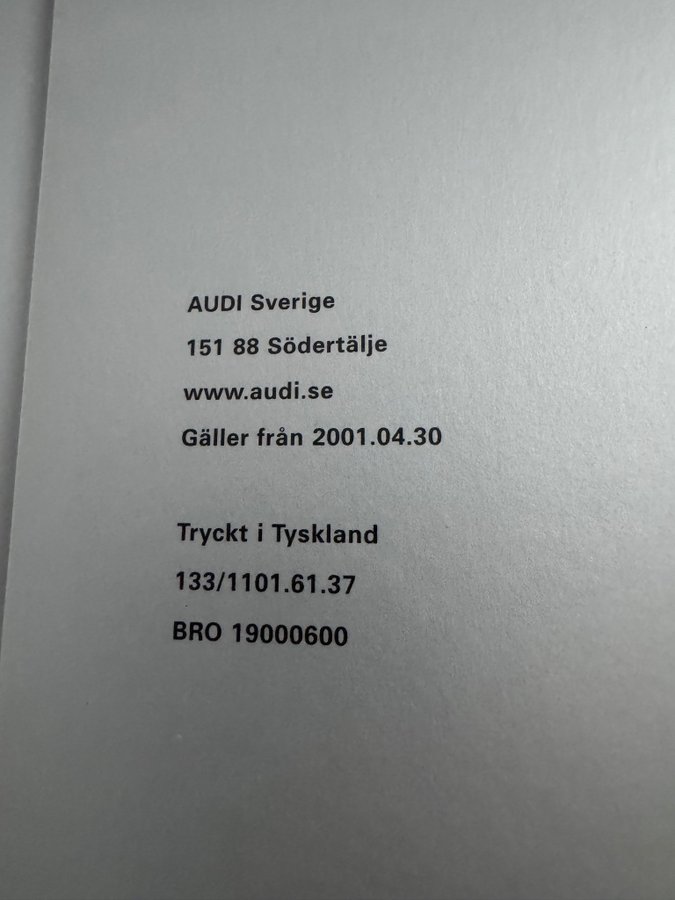 AUDI Sverige
151 88 Södertälje
www.audi.se
Gäller från 2001.04.30
Tryckt i Tyskland
133/1101.61.37
BRO 19000600